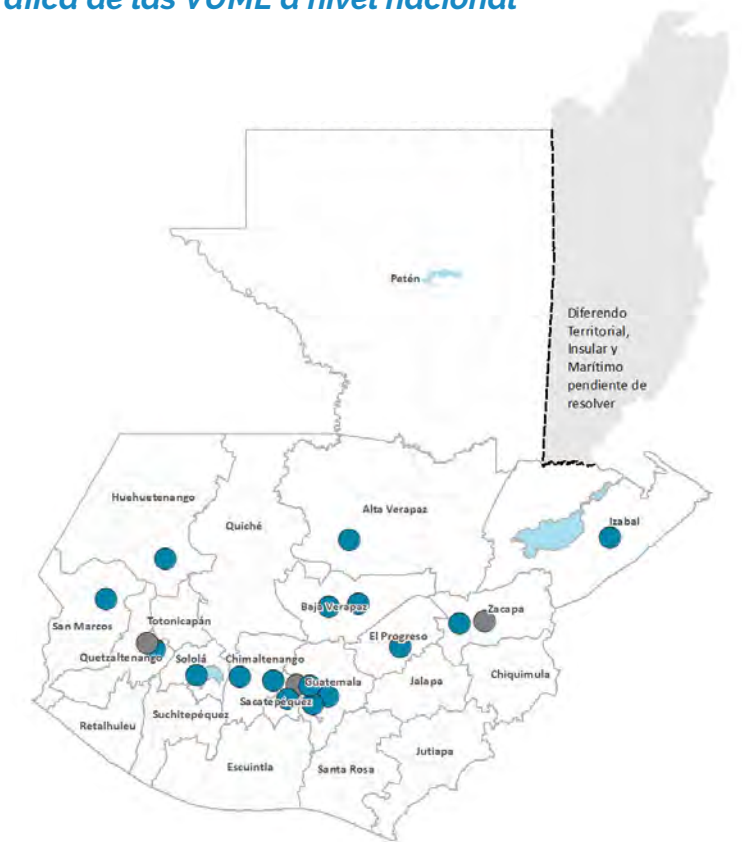 áfica de las VUME a nivel nacional
Petén
Diferendo
Territorial,
Insular y
Marítimo
pendiente de
resolver
Huehuetenango
Quiché
Alta Verapaz
Izabal
Baja Verapaz
Zacapa
San Marcos
Totonicapán
El Progreso
Quetzaltenango
Sololá
Chimaltenango
Guatemala
Jalapa
Chiquimula
Sacatepéquez
Suchitepéquez
Retalhuleu
Jutiapa
Escuintla
Santa Rosa